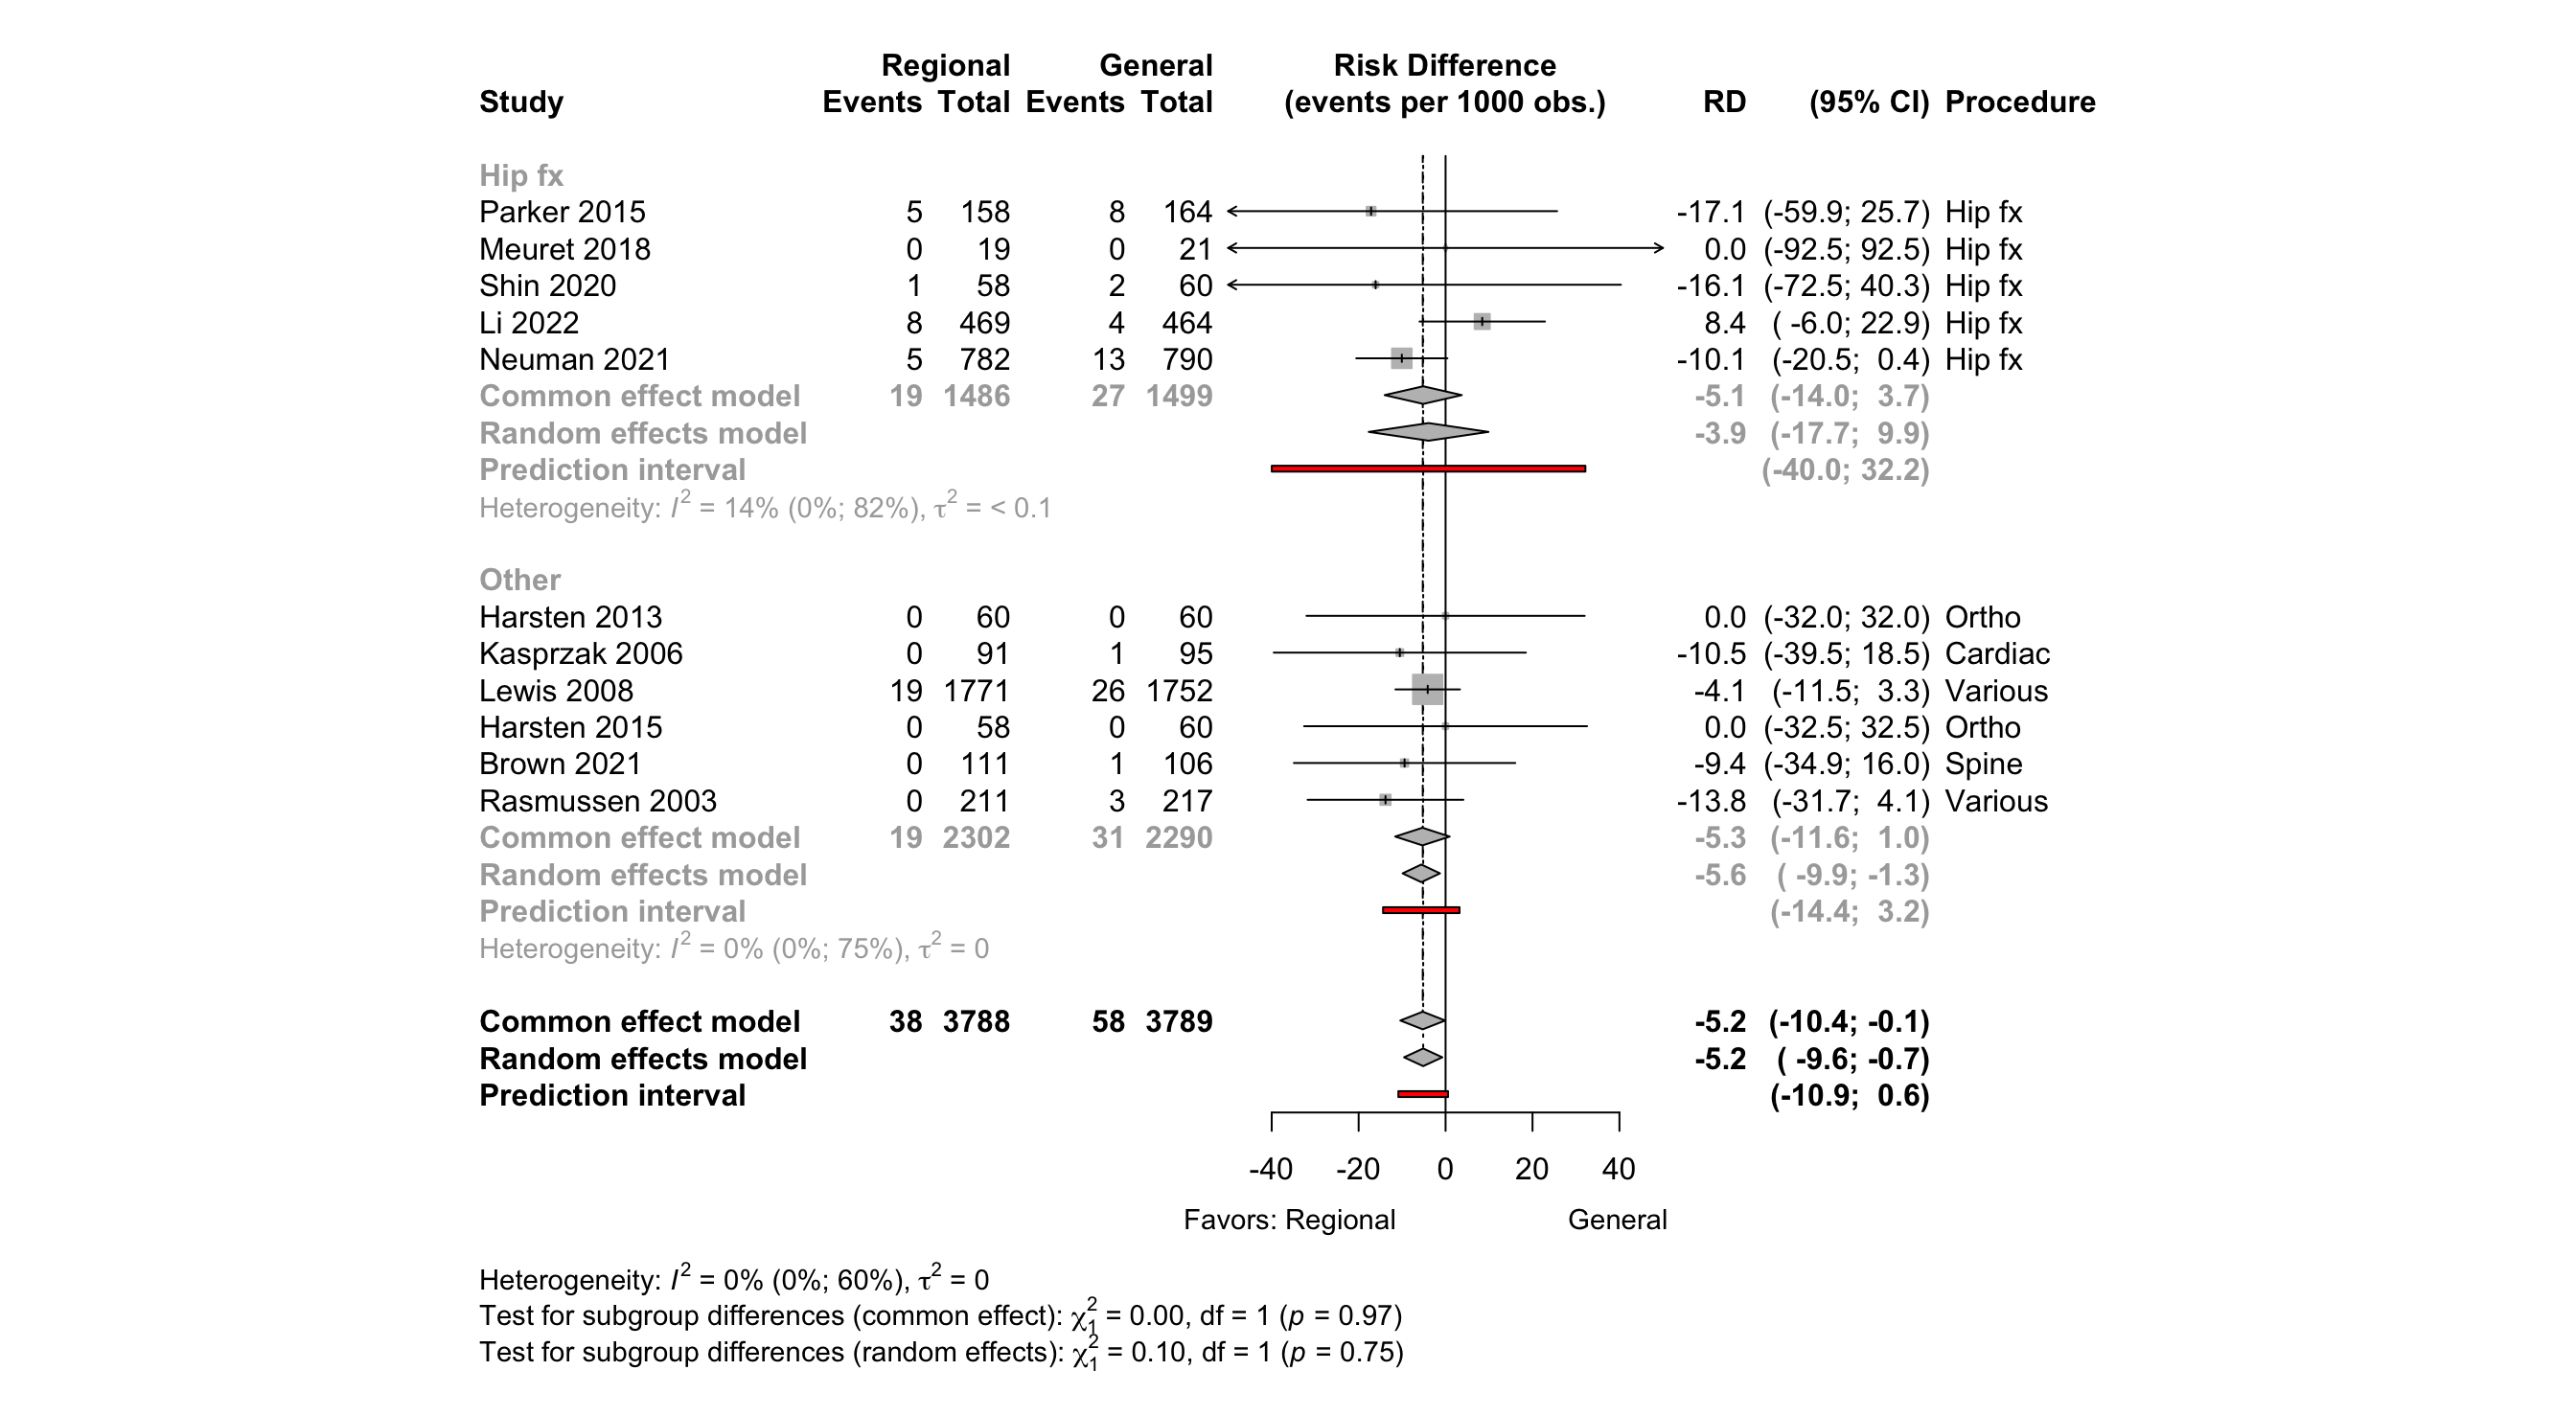 Regional General Risk Difference
Study Events Total Events Total (events per 1000 obs.) RD (95% CI) Procedure
Hip fx
Parker 2015 5 158 8 164 -17.1 (-59.9; 25.7) Hip fx
Meuret 2018 0 19 0 21 0.0 (-92.5; 92.5) Hip fx
Shin 2020 1 58 2 60 -16.1 (-72.5; 40.3) Hip fx
Li 2022 8 469 4 464 8.4 ( -6.0; 22.9) Hip fx
Neuman 2021 5 782 13 790 -10.1 (-20.5; 0.4) Hip fx
Common effect model 19 1486 27 1499 -5.1 (-14.0; 3.7)
Random effects model -3.9 (-17.7; 9.9)
Prediction interval (-40.0; 32.2)
Heterogeneity: I² = 14% (0%; 82%), τ² = < 0.1
Other
Harsten 2013 0 60 0 60 0.0 (-32.0; 32.0) Ortho
Kasprzak 2006 0 91 1 95 -10.5 (-39.5; 18.5) Cardiac
Lewis 2008 19 1771 26 1752 -4.1 (-11.5; 3.3) Various
Harsten 2015 0 58 0 60 0.0 (-32.5; 32.5) Ortho
Brown 2021 0 111 1 106 -9.4 (-34.9; 16.0) Spine
Rasmussen 2003 0 211 3 217 -13.8 (-31.7; 4.1) Various
Common effect model 19 2302 31 2290 -5.3 (-11.6; 1.0)
Random effects model -5.6 ( -9.9; -1.3)
Prediction interval (-14.4; 3.2)
Heterogeneity: I² = 0% (0%; 75%), τ² = 0
Common effect model 38 3788 58 3789 -5.2 (-10.4; -0.1)
Random effects model -5.2 ( -9.6; -0.7)
Prediction interval (-10.9; 0.6)
-40 -20 0 20 40
Favors: Regional General
Heterogeneity: I² = 0% (0%; 60%), τ² = 0
Test for subgroup differences (common effect): χ²₁ = 0.00, df = 1 (p = 0.97)
Test for subgroup differences (random effects): χ²₁ = 0.10, df = 1 (p = 0.75)